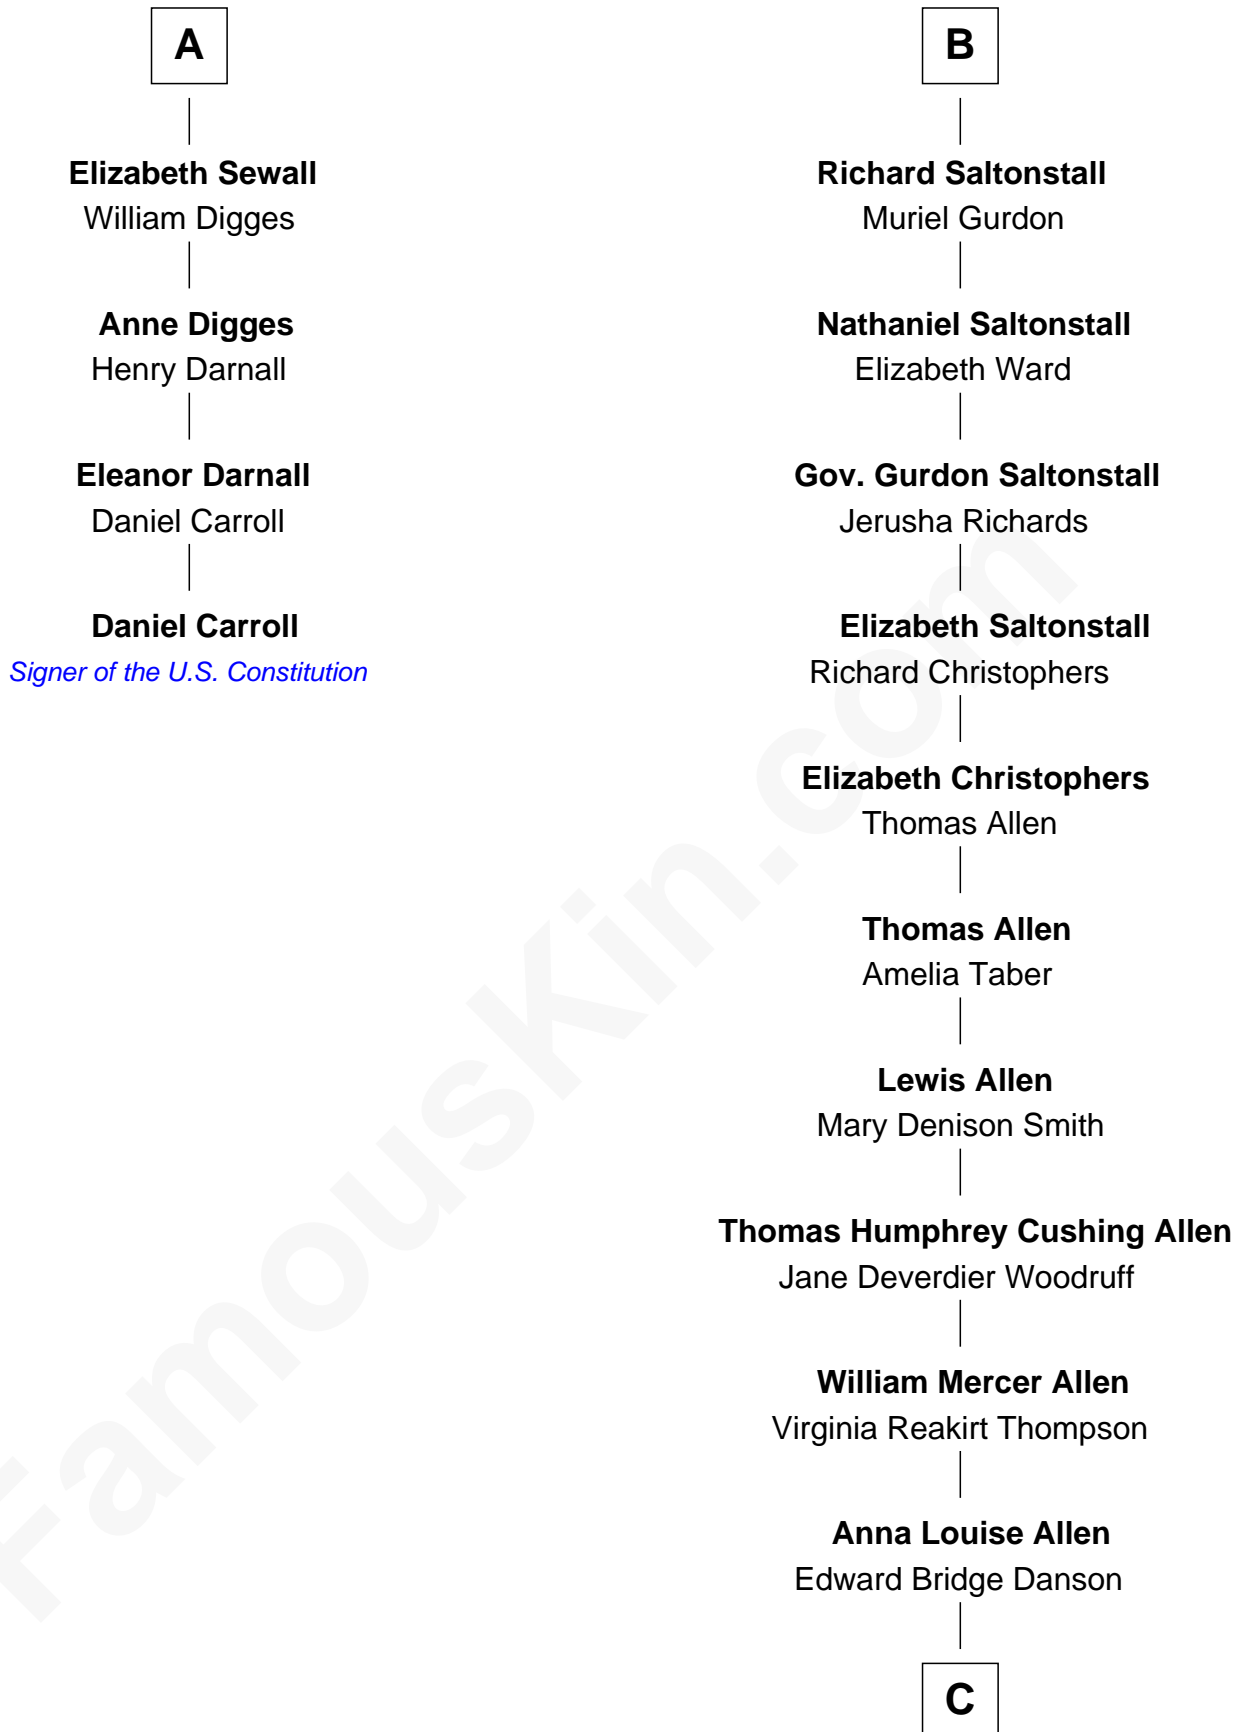 A
Elizabeth Sewall
William Digges
Anne Digges
Henry Darnall
Eleanor Darnall
Daniel Carroll
Daniel Carroll
Signer of the U.S. Constitution
B
Richard Saltonstall
Muriel Gurdon
Nathaniel Saltonstall
Elizabeth Ward
Gov. Gurdon Saltonstall
Jerusha Richards
Elizabeth Saltonstall
Richard Christophers
Elizabeth Christophers
Thomas Allen
Thomas Allen
Amelia Taber
Lewis Allen
Mary Denison Smith
Thomas Humphrey Cushing Allen
Jane Deverdier Woodruff
William Mercer Allen
Virginia Reakirt Thompson
Anna Louise Allen
Edward Bridge Danson
C
FamousKin.com